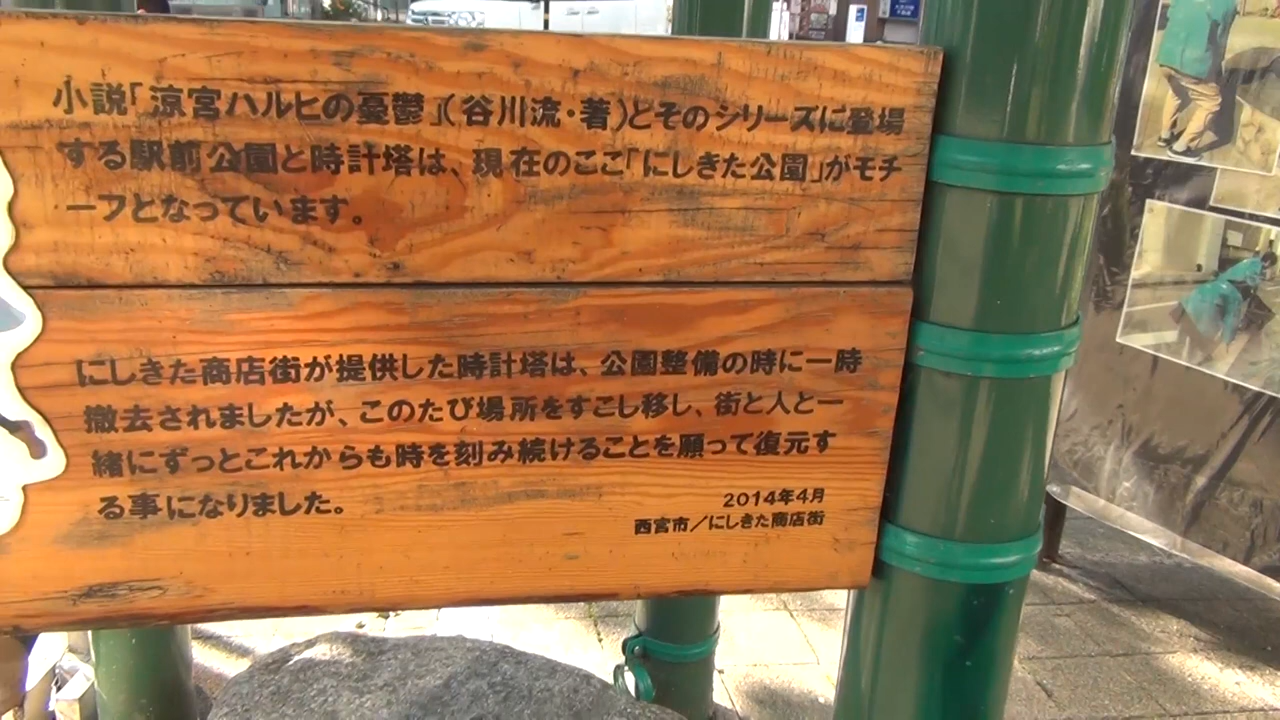 小説「涼宮ハルヒの憂鬱」(谷川流・著)とそのシリーズに登場
する駅前公園と時計塔は、現在のここ「にしきた公園」がモチ
ーフとなっています。
にしきた商店街が提供した時計塔は、公園整備の時に一時
撤去されましたが、このたび場所をすこし移し、街と人と一
緒にずっとこれからも時を刻み続けることを願って復元す
る事になりました。
2014年4月
西宮市／にしきた商店街